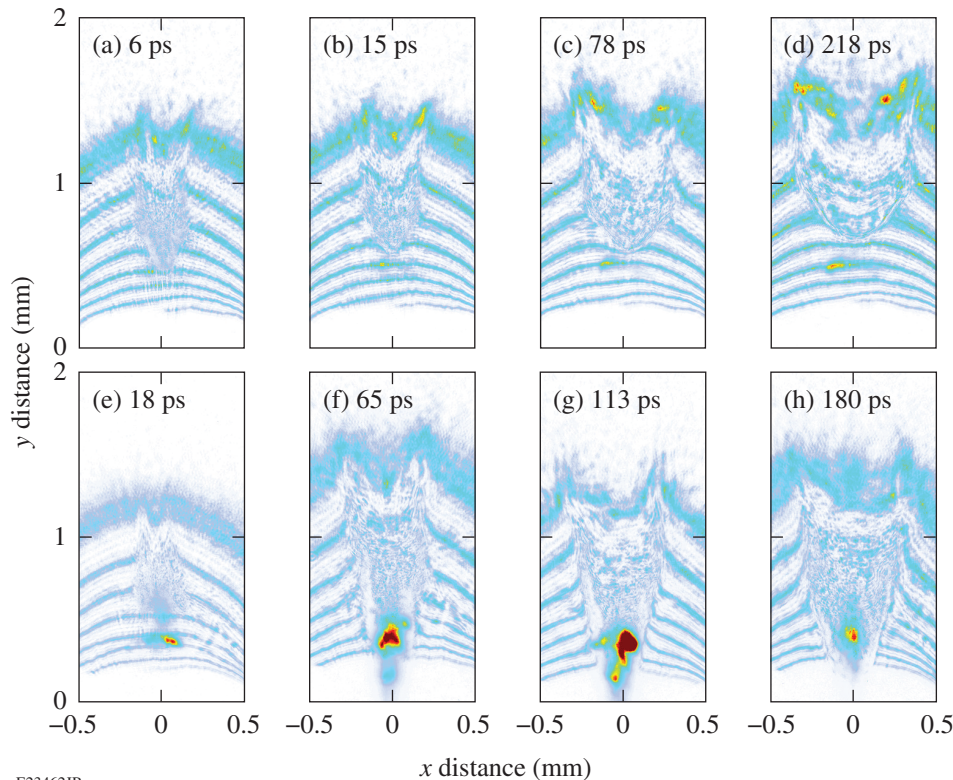 2
(a) 6 ps
(b) 15 ps
(c) 78 ps
(d) 218 ps
1
0
y distance (mm)
2
(e) 18 ps
(f) 65 ps
(g) 113 ps
(h) 180 ps
1
0
−0.5 0 0.5 −0.5 0 0.5 −0.5 0 0.5 −0.5 0 0.5
x distance (mm)